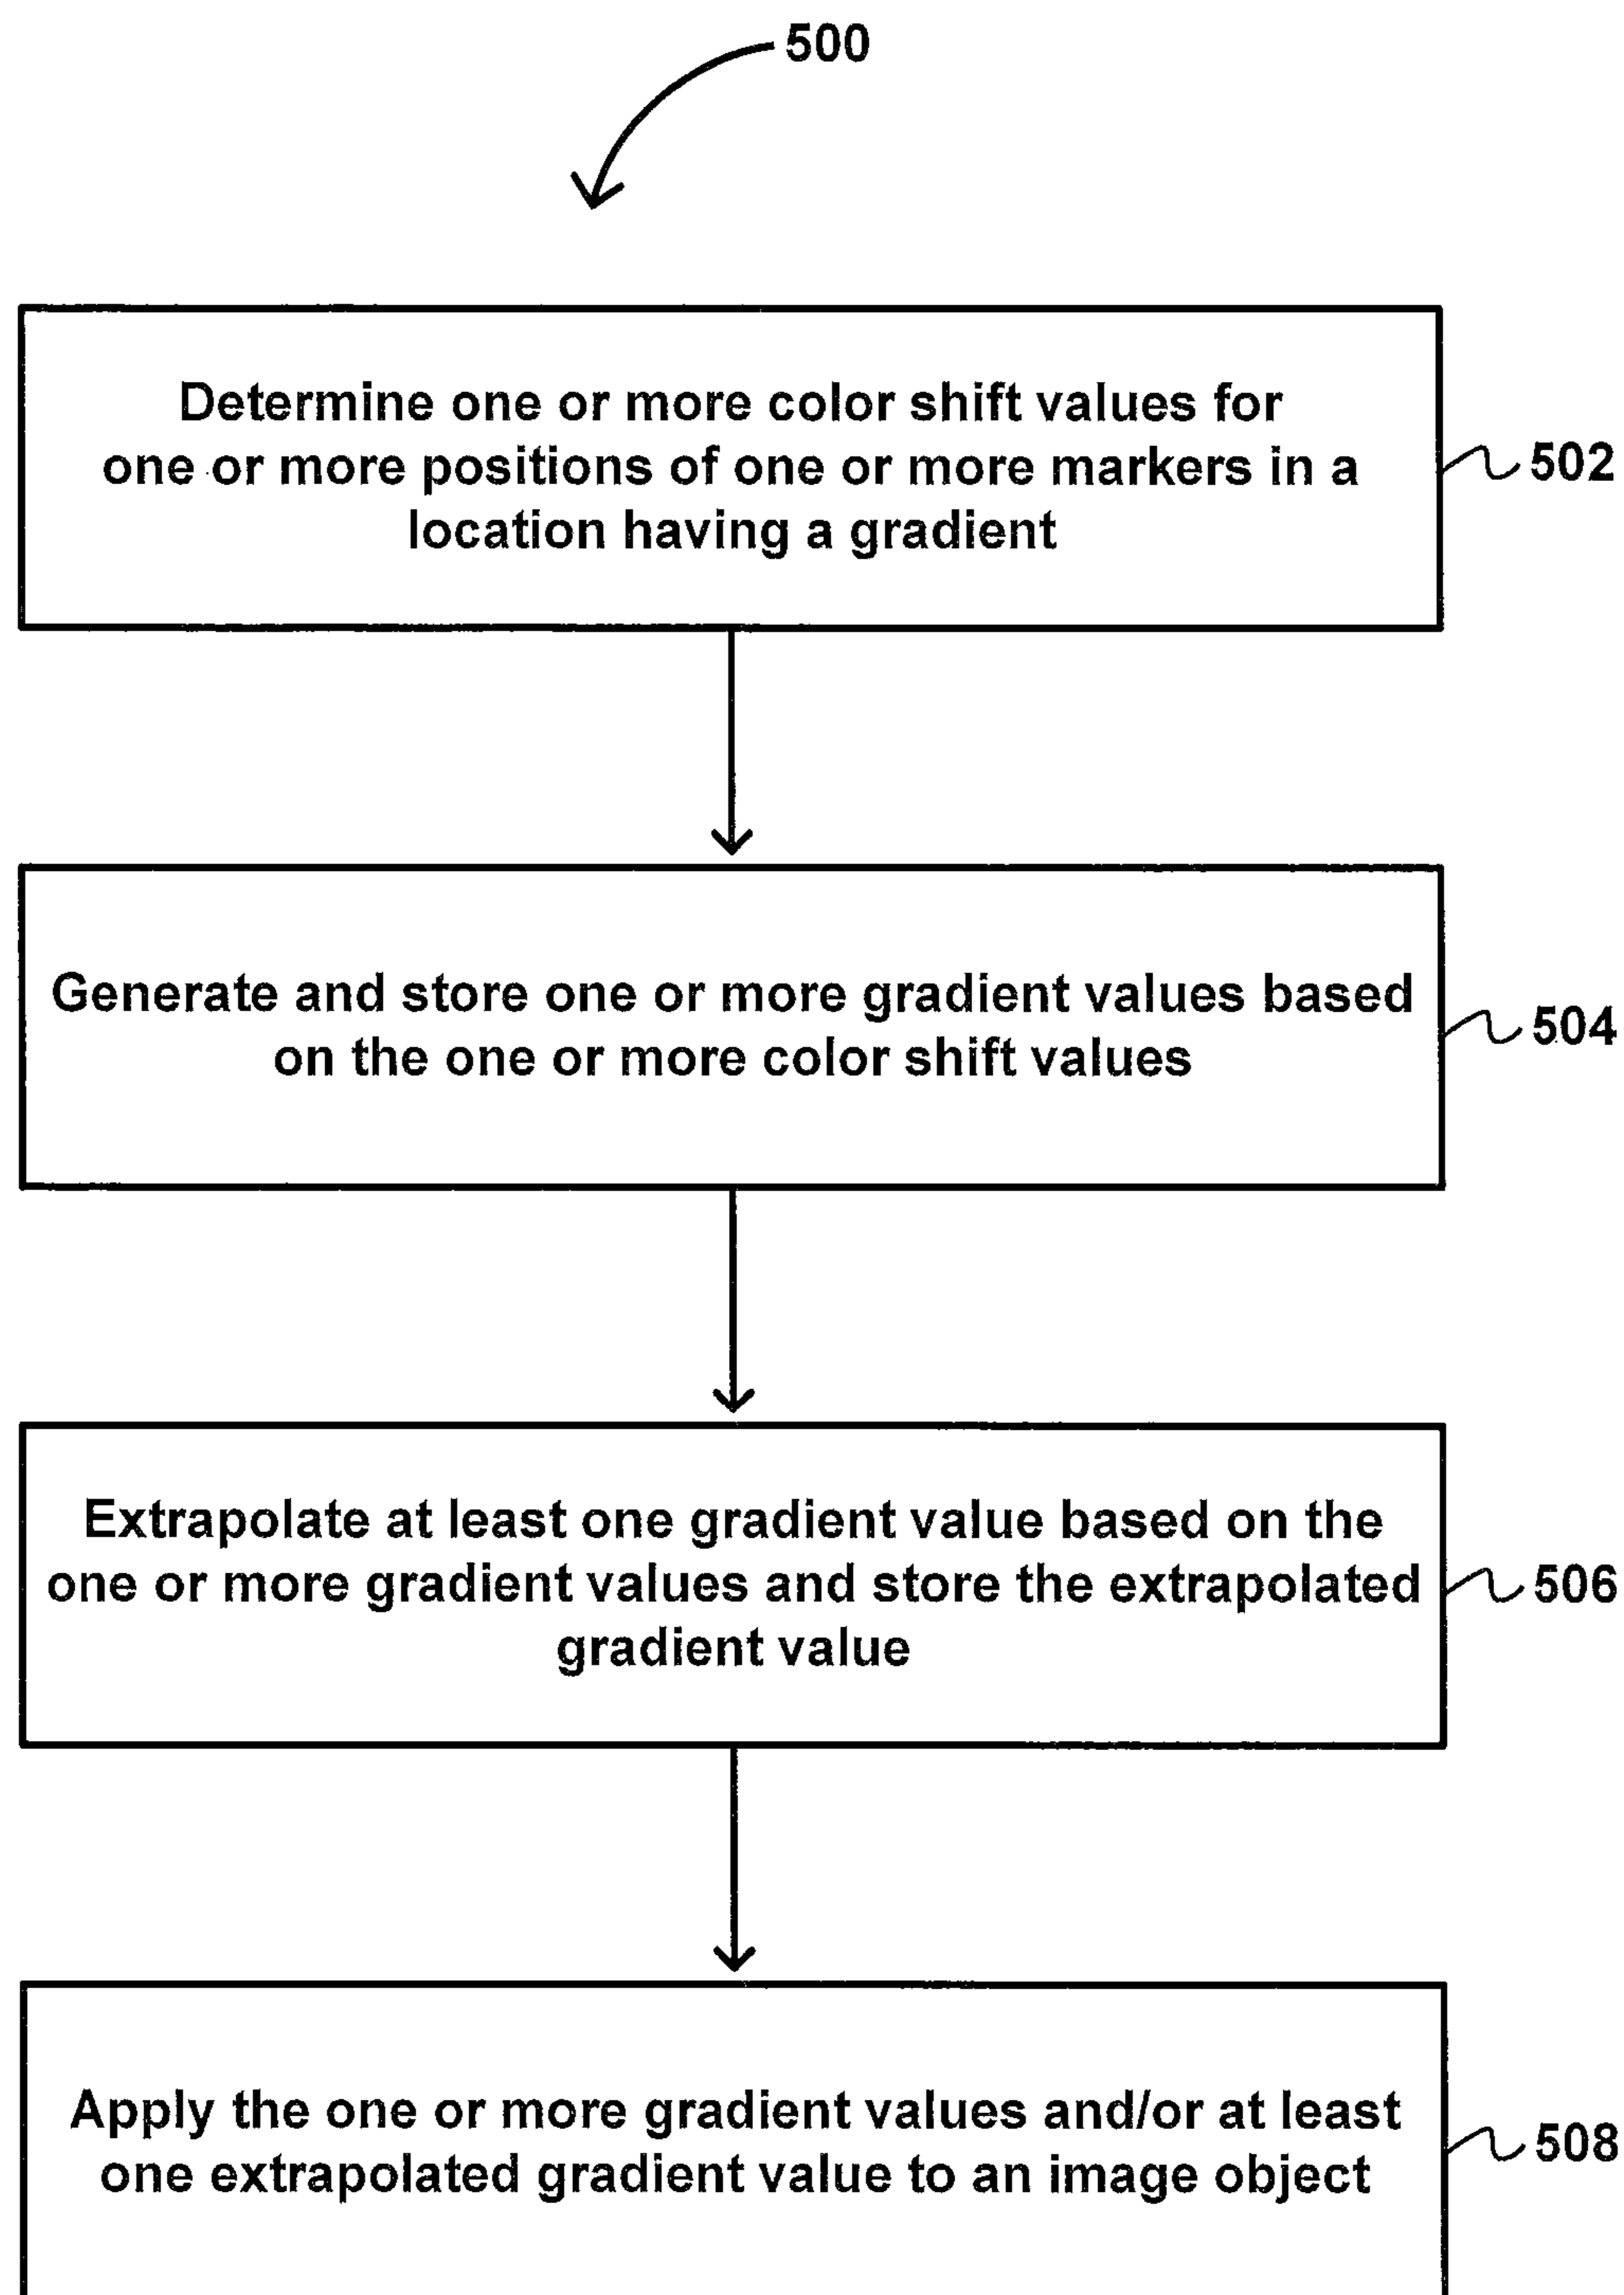 500
Determine one or more color shift values for
one or more positions of one or more markers in a
location having a gradient
502
Generate and store one or more gradient values based
on the one or more color shift values
504
Extrapolate at least one gradient value based on the
one or more gradient values and store the extrapolated
gradient value
506
Apply the one or more gradient values and/or at least
one extrapolated gradient value to an image object
508